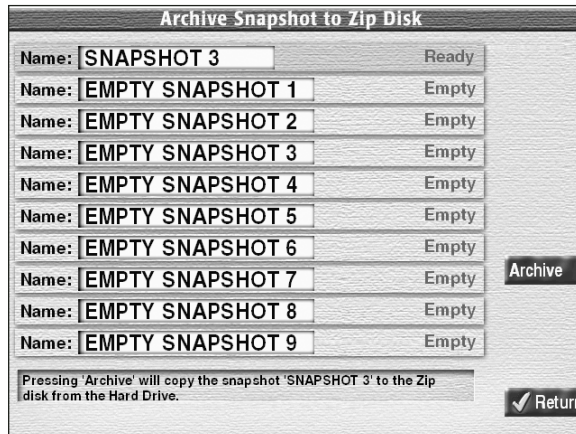 Archive Snapshot to Zip Disk
Name: SNAPSHOT 3 Ready
Name: EMPTY SNAPSHOT 1 Empty
Name: EMPTY SNAPSHOT 2 Empty
Name: EMPTY SNAPSHOT 3 Empty
Name: EMPTY SNAPSHOT 4 Empty
Name: EMPTY SNAPSHOT 5 Empty
Name: EMPTY SNAPSHOT 6 Empty
Name: EMPTY SNAPSHOT 7 Empty
Name: EMPTY SNAPSHOT 8 Empty
Name: EMPTY SNAPSHOT 9 Empty
Archive
Pressing 'Archive' will copy the snapshot 'SNAPSHOT 3' to the Zip
disk from the Hard Drive.
Return